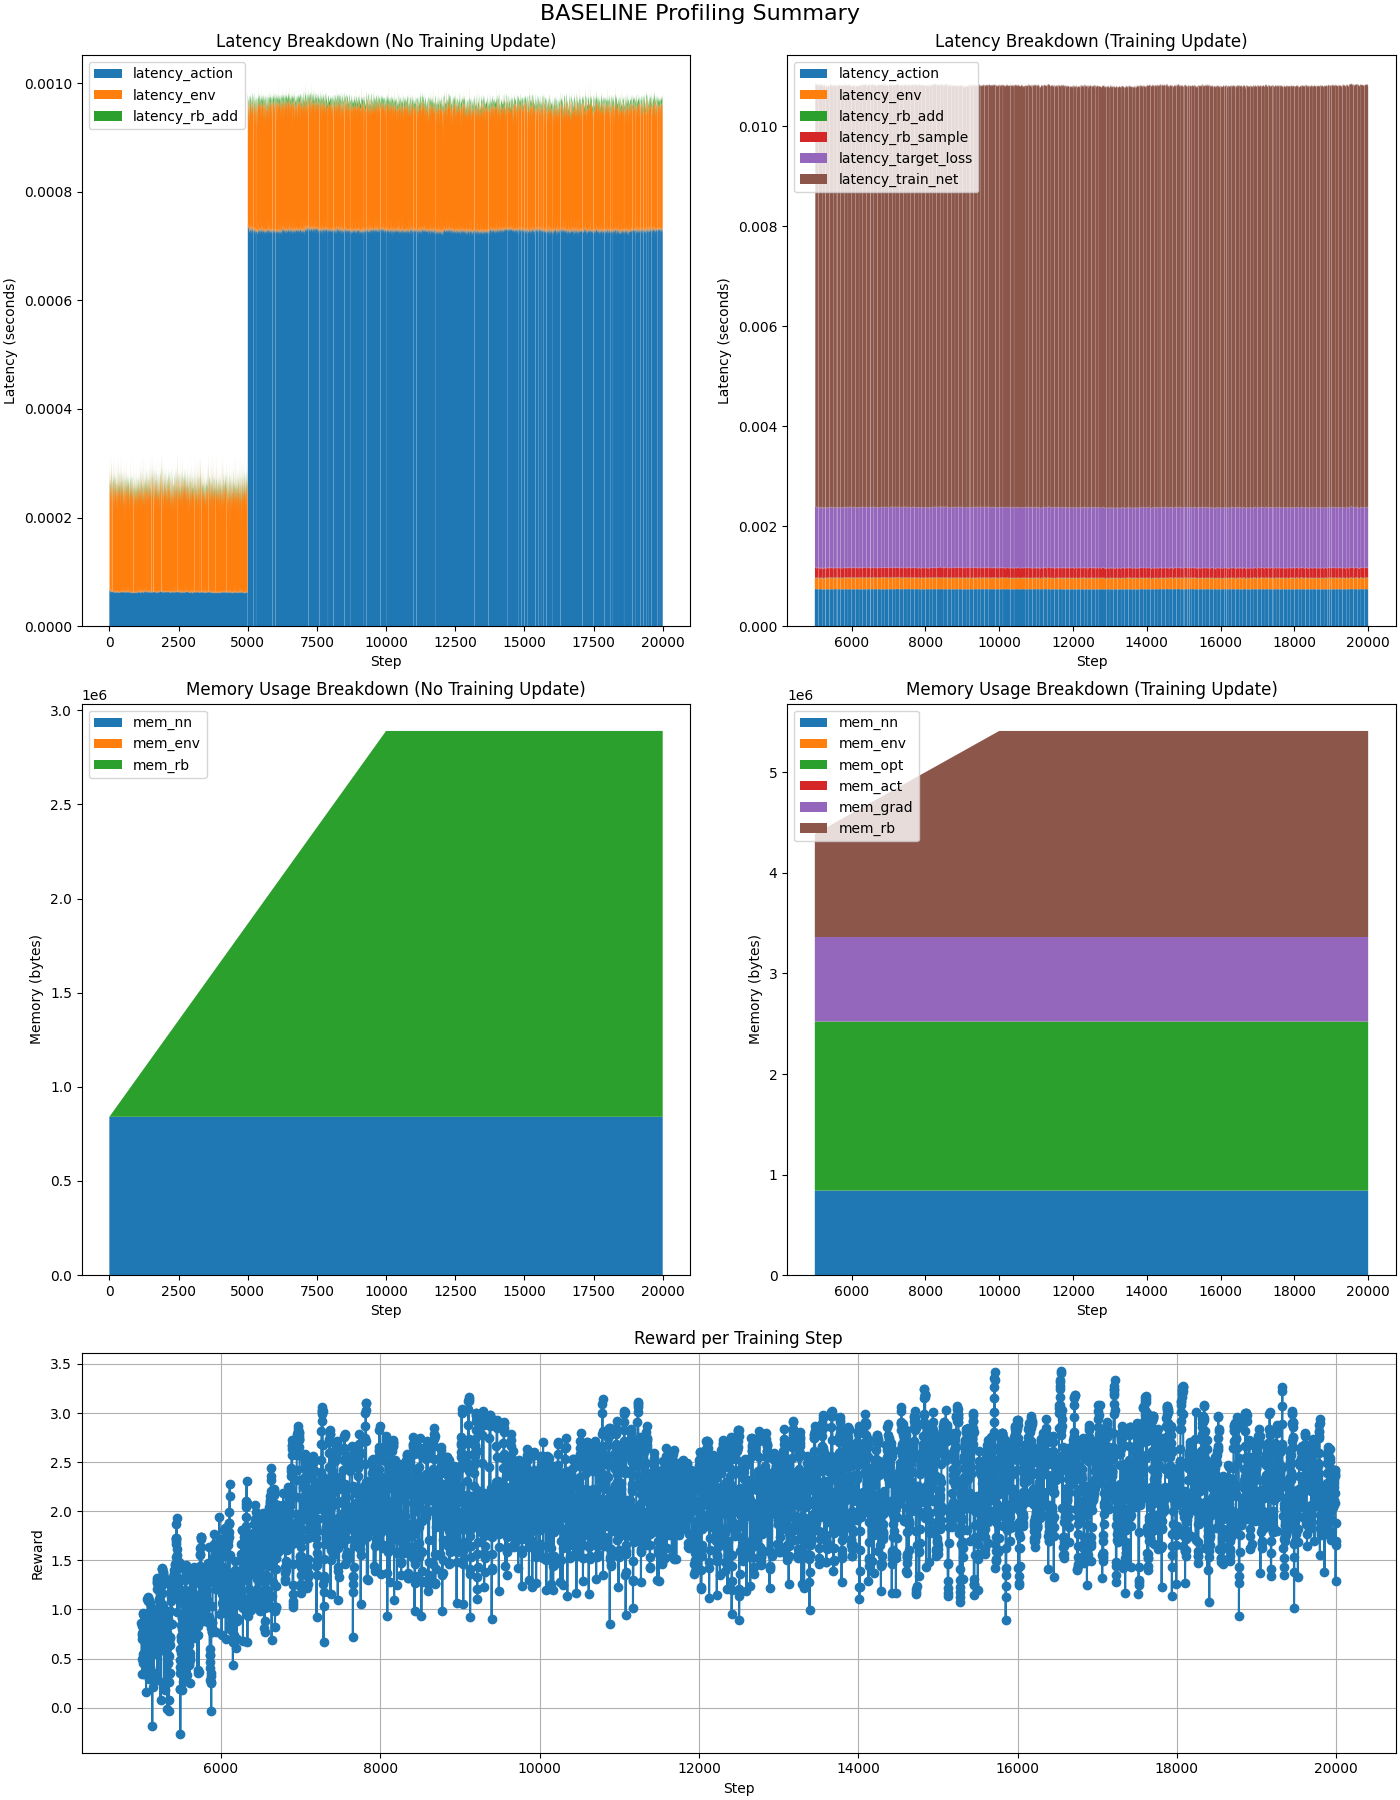 BASELINE Profiling Summary
Latency Breakdown (No Training Update)
latency_action
latency_env
latency_rb_add
0.0010
0.0008
0.0006
0.0004
0.0002
0.0000
Latency (seconds)
0 2500 5000 7500 10000 12500 15000 17500 20000
Step
Latency Breakdown (Training Update)
latency_action
latency_env
latency_rb_add
latency_rb_sample
latency_target_loss
latency_train_net
0.010
0.008
0.006
0.004
0.002
0.000
Latency (seconds)
6000 8000 10000 12000 14000 16000 18000 20000
Step
Memory Usage Breakdown (No Training Update)
1e6
mem_nn
mem_env
mem_rb
3.0
2.5
2.0
1.5
1.0
0.5
0.0
Memory (bytes)
0 2500 5000 7500 10000 12500 15000 17500 20000
Step
Memory Usage Breakdown (Training Update)
1e6
mem_nn
mem_env
mem_opt
mem_act
mem_grad
mem_rb
5
4
3
2
1
0
Memory (bytes)
6000 8000 10000 12000 14000 16000 18000 20000
Step
Reward per Training Step
3.5
3.0
2.5
2.0
1.5
1.0
0.5
0.0
Reward
6000 8000 10000 12000 14000 16000 18000 20000
Step